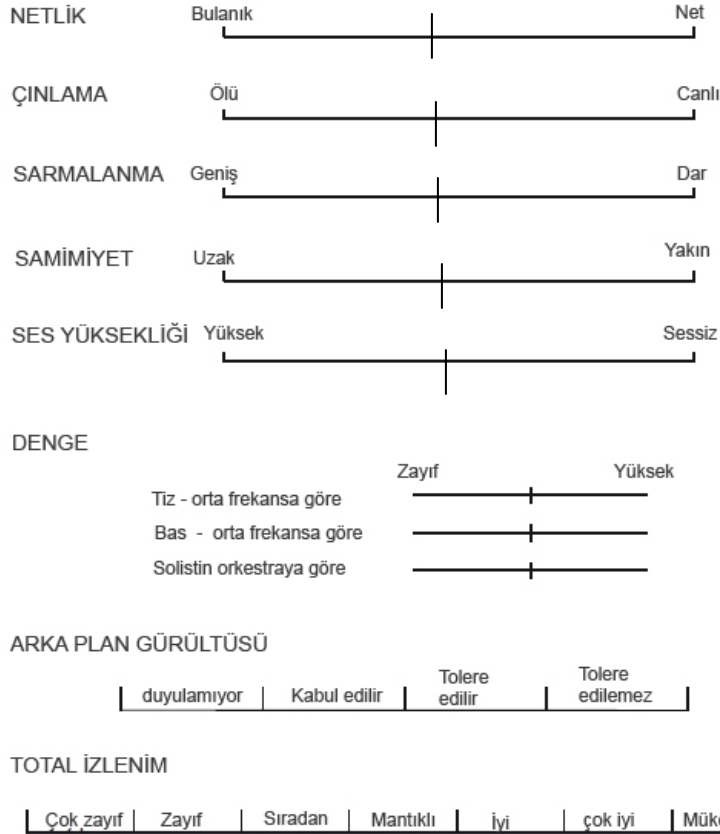 NETLİK Bulanık Net
ÇINLAMA Ölü Canlı
SARMALANMA Geniş Dar
SAMİMİYET Uzak Yakın
SES YÜKSEKLİĞİ Yüksek Sessiz
DENGE
Zayıf Yüksek
Tiz - orta frekansa göre
Bas - orta frekansa göre
Solistin orkestraya göre
ARKA PLAN GÜRÜLTÜSÜ
duyulamıyor Kabul edilir Tolere edilir Tolere edilemez
TOTAL İZLENİM
Çok zayıf Zayıf Sıradan Mantıklı İyi çok iyi